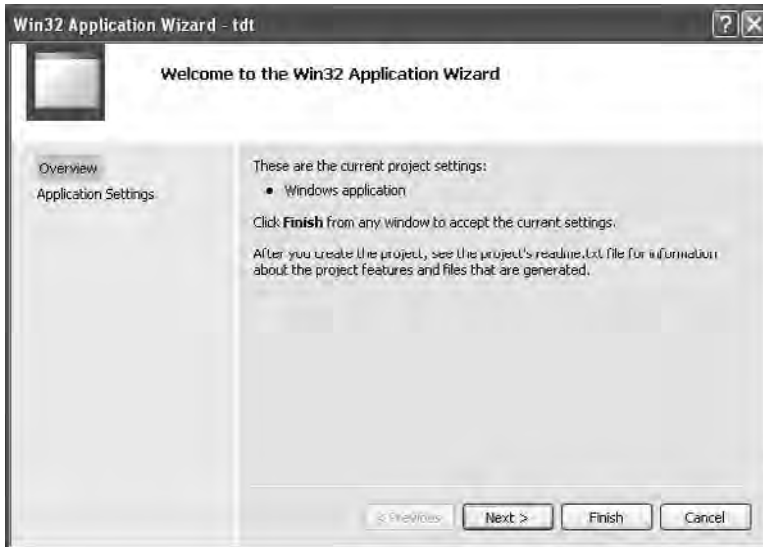 Win32 Application Wizard - tdt
Welcome to the Win32 Application Wizard
Overview
Application Settings
These are the current project settings:
• Windows application
Click Finish from any window to accept the current settings.
After you create the project, see the project's readme.txt file for information
about the project features and files that are generated.
< Previous
Next >
Finish
Cancel